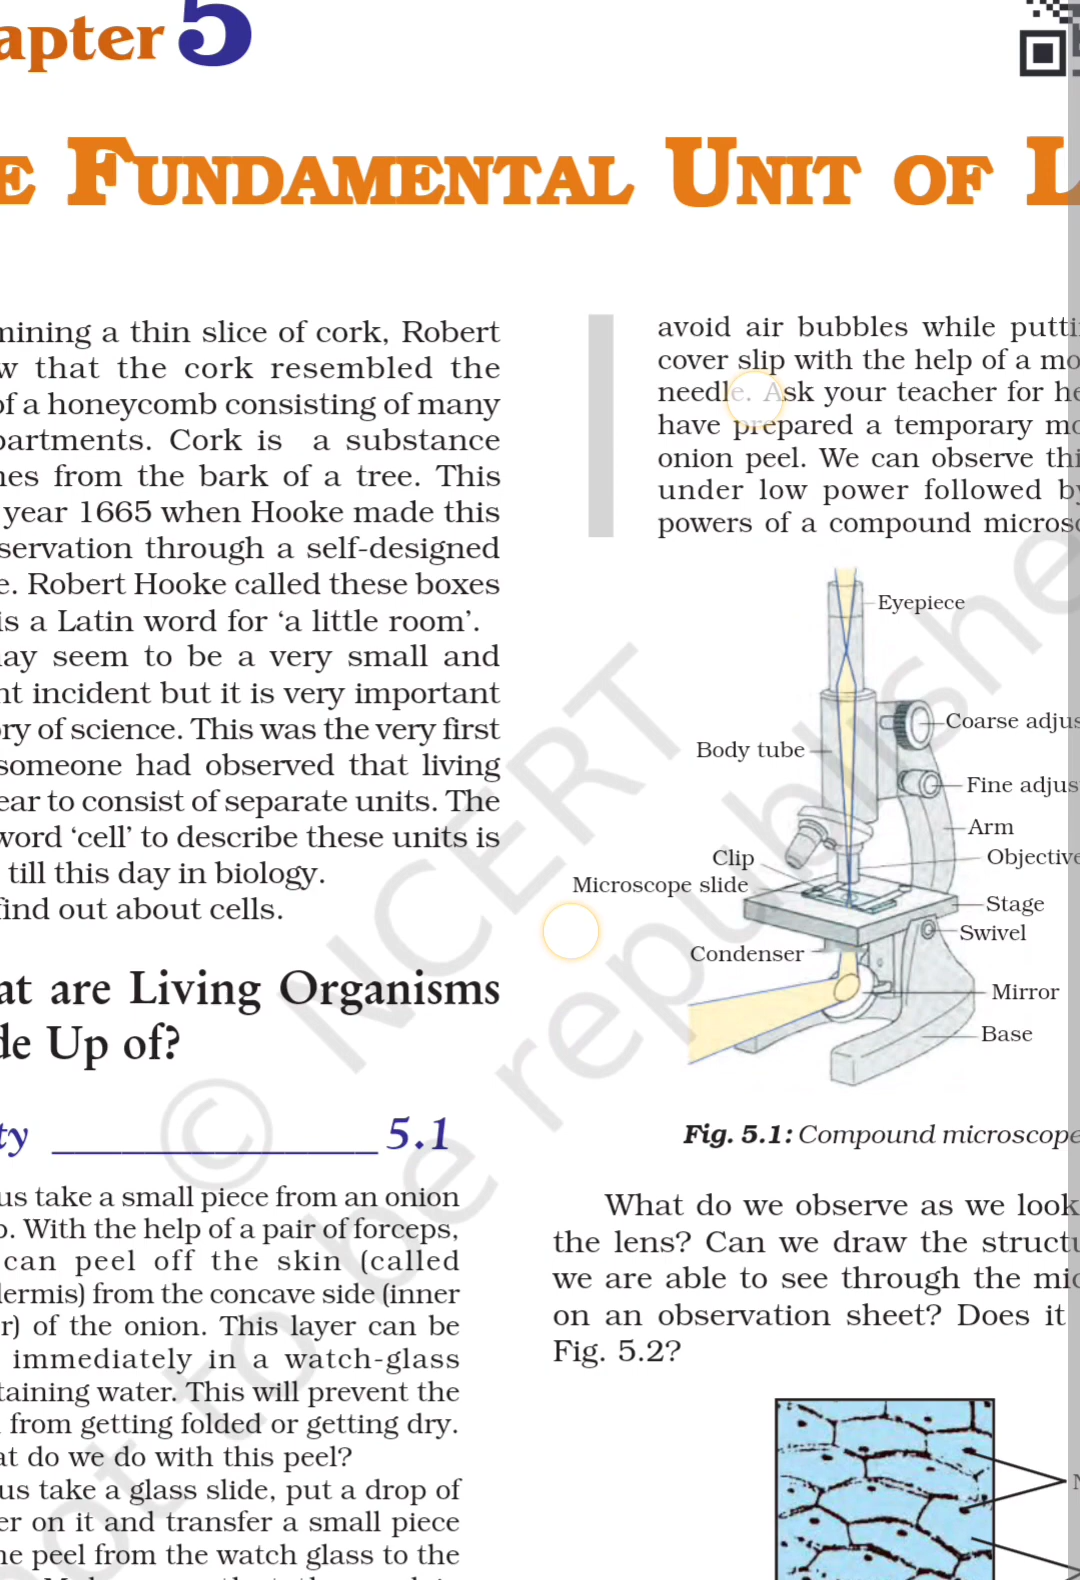 apter 5
E FUNDAMENTAL UNIT OF L
mining a thin slice of cork, Robert
w that the cork resembled the
of a honeycomb consisting of many
partments. Cork is a substance
nes from the bark of a tree. This
year 1665 when Hooke made this
servation through a self-designed
e. Robert Hooke called these boxes
is a Latin word for ‘a little room’.
ay seem to be a very small and
nt incident but it is very important
ory of science. This was the very first
someone had observed that living
ear to consist of separate units. The
word ‘cell’ to describe these units is
till this day in biology.
find out about cells.
at are Living Organisms
de Up of?
ty ______________ 5.1
us take a small piece from an onion
b. With the help of a pair of forceps,
can peel off the skin (called
dermis) from the concave side (inner
r) of the onion. This layer can be
immediately in a watch-glass
taining water. This will prevent the
from getting folded or getting dry.
at do we do with this peel?
us take a glass slide, put a drop of
er on it and transfer a small piece
he peel from the watch glass to the
avoid air bubbles while putti
cover slip with the help of a mo
needle. Ask your teacher for he
have prepared a temporary mo
onion peel. We can observe thi
under low power followed by
powers of a compound microsc
Eyepiece
Coarse adjus
Body tube
Fine adjus
Arm
Clip
Objective
Microscope slide
Stage
Swivel
Condenser
Mirror
Base
Fig. 5.1: Compound microscope
What do we observe as we look
the lens? Can we draw the structu
we are able to see through the mic
on an observation sheet? Does it
Fig. 5.2?
N
© NCERT
not to be republishe